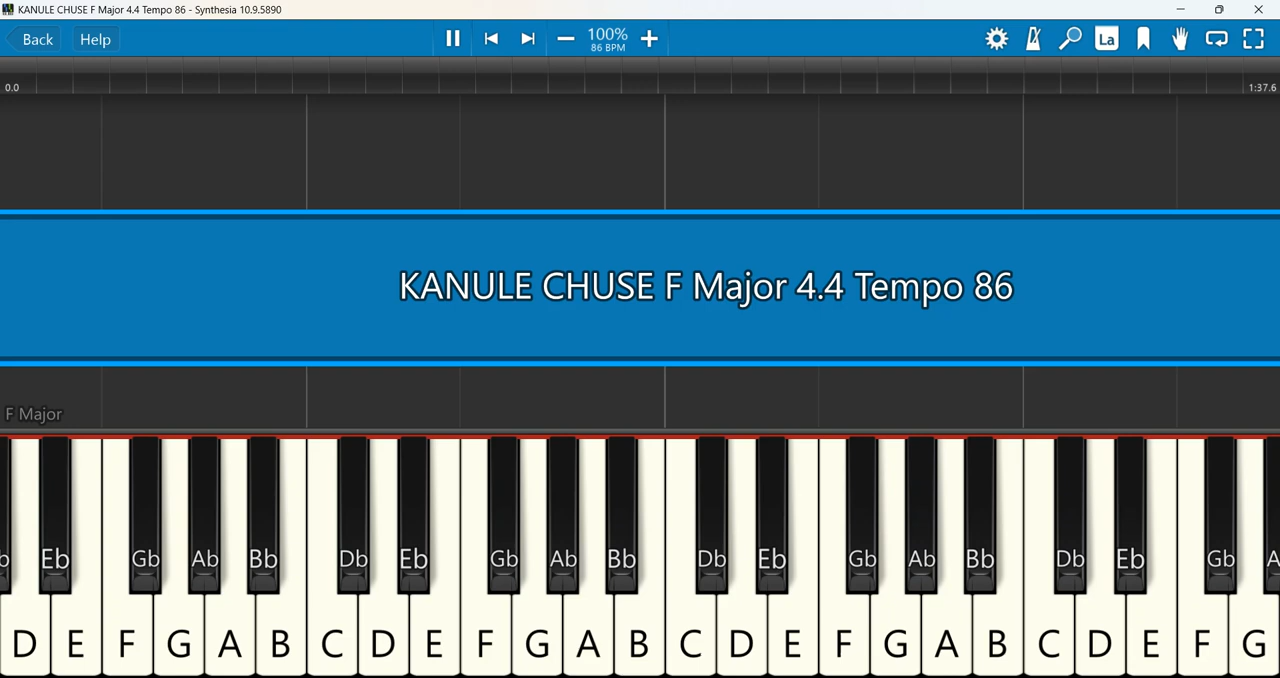 KANULE CHUSE F Major 4.4 Tempo 86 - Synthesia 10.9.5890
Back
Help
100%
86 BPM
La
0.0
1:37.6
KANULE CHUSE F Major 4.4 Tempo 86
F Major
b Eb Gb Ab Bb Db Eb Gb Ab Bb Db Eb Gb Ab Bb Db Eb Gb A
D E F G A B C D E F G A B C D E F G A B C D E F G